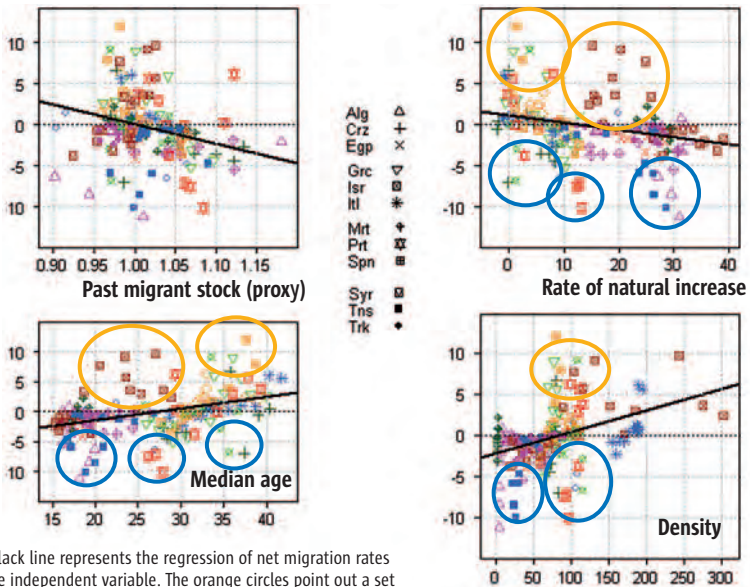 10
5
0
-5
-10
0.90 0.95 1.00 1.05 1.10 1.15
Past migrant stock (proxy)
Alg
Crz
Egp
Grc
Isr
Itl
Mrt
Prt
Spn
Syr
Tns
Trk
10
5
0
-5
-10
0 10 20 30 40
Rate of natural increase
10
5
0
-5
-10
15 20 25 30 35 40
Median age
10
5
0
-5
-10
0 50 100 150 200 250 300
Density
lack line represents the regression of net migration rates
e independent variable. The orange circles point out a set